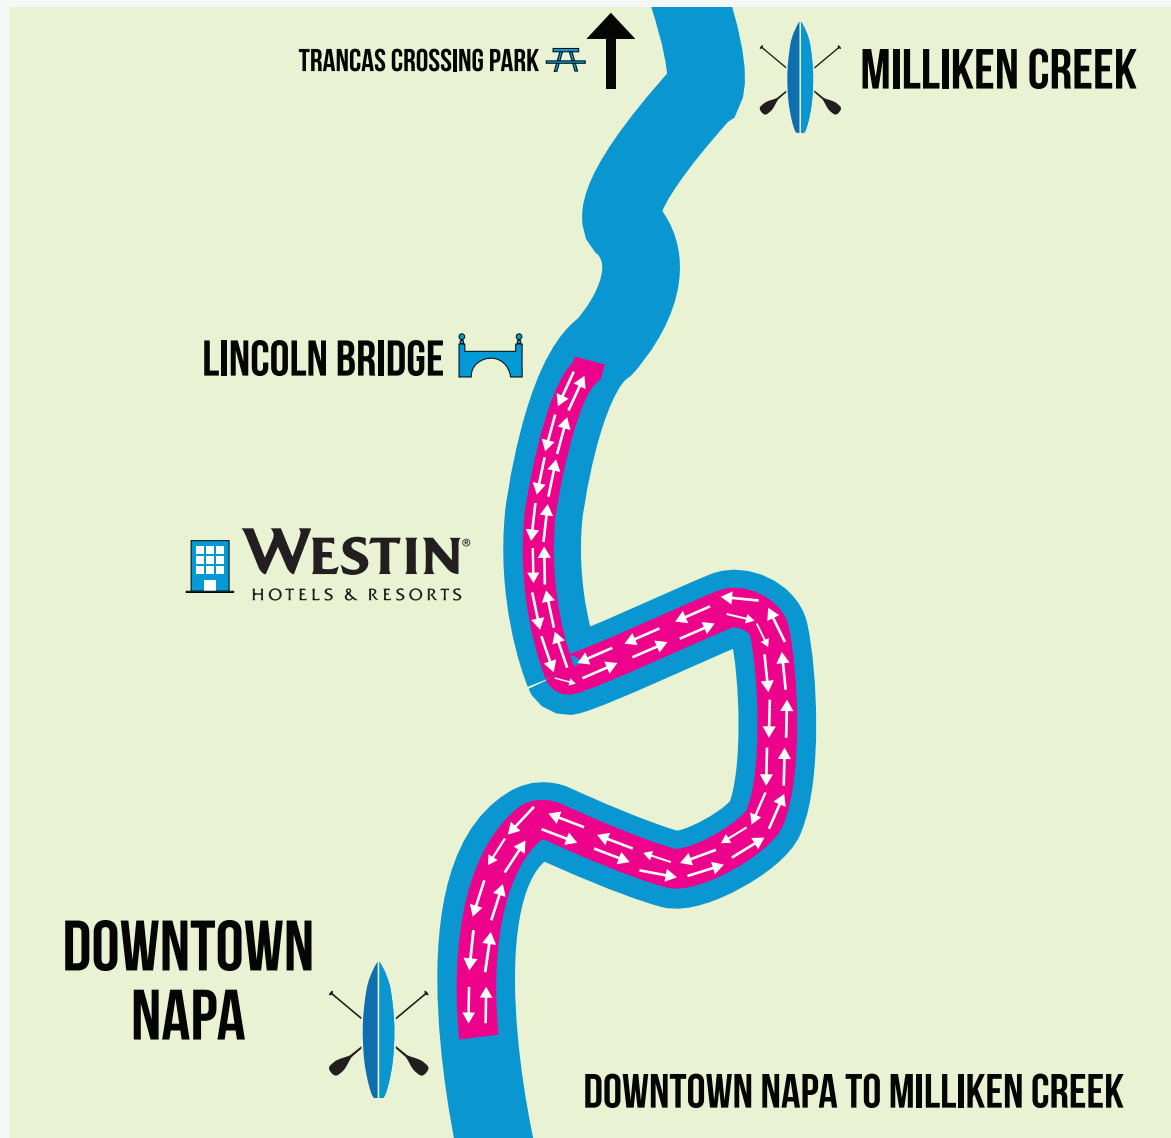 TRANCAS CROSSING PARK
MILLIKEN CREEK
LINCOLN BRIDGE
WESTIN®
HOTELS & RESORTS
DOWNTOWN
NAPA
DOWNTOWN NAPA TO MILLIKEN CREEK